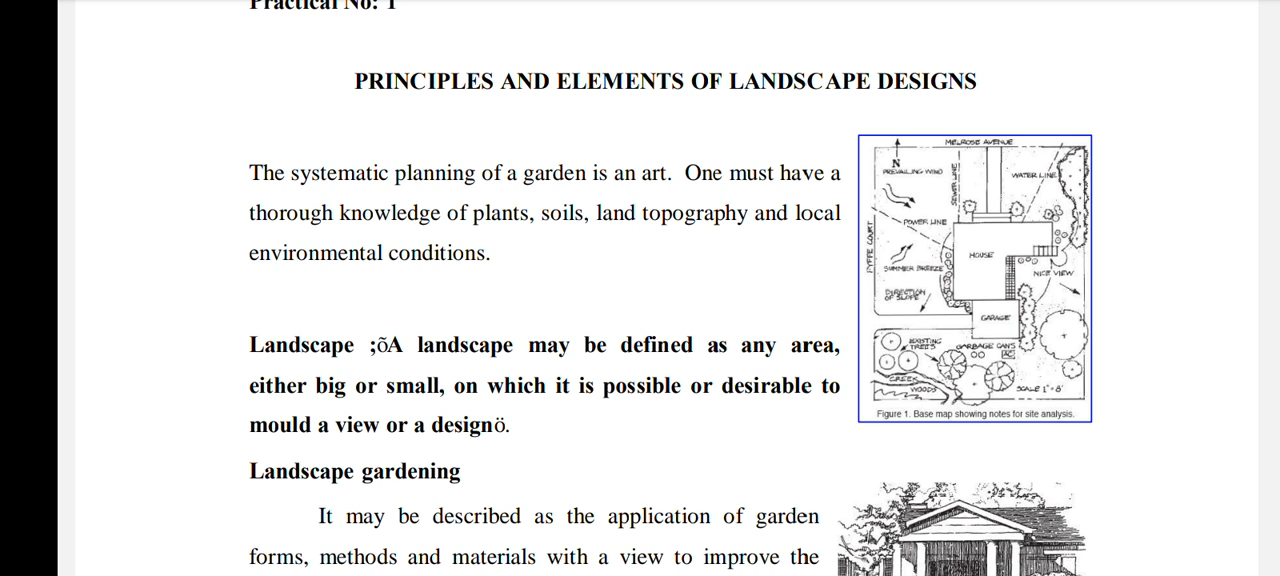 Practical No: 1
PRINCIPLES AND ELEMENTS OF LANDSCAPE DESIGNS
The systematic planning of a garden is an art. One must have a
thorough knowledge of plants, soils, land topography and local
environmental conditions.
Landscape ;õA landscape may be defined as any area,
either big or small, on which it is possible or desirable to
mould a view or a designö.
Landscape gardening
It may be described as the application of garden
forms, methods and materials with a view to improve the
MELROSE AVENUE
N
PREVAILING WIND
SEWER LINE
WATER LINE
POWER LINE
FYFFE COURT
HOUSE
SUMMER BREEZE
NICE VIEW
DIRECTION
OF SLOPE
GARAGE
EXISTING
TREES
GARBAGE CANS
AC
CREEK
WOODS
SCALE 1"=8'
Figure 1. Base map showing notes for site analysis.